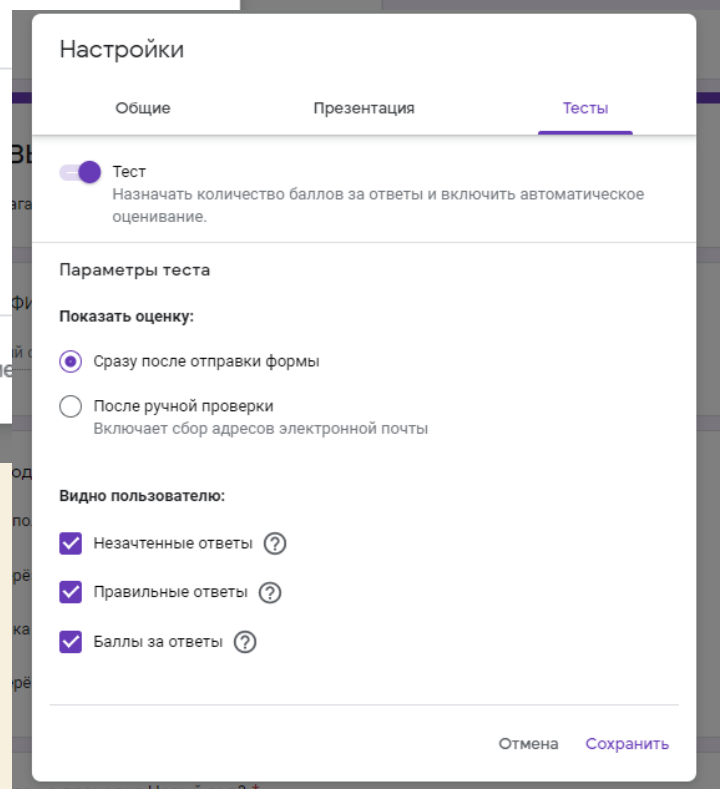 Настройки
Общие Презентация Тесты
Тест
Назначать количество баллов за ответы и включить автоматическое
оценивание.
Параметры теста
Показать оценку:
Сразу после отправки формы
После ручной проверки
Включает сбор адресов электронной почты
Видно пользователю:
Незачтенные ответы
Правильные ответы
Баллы за ответы
Отмена Сохранить